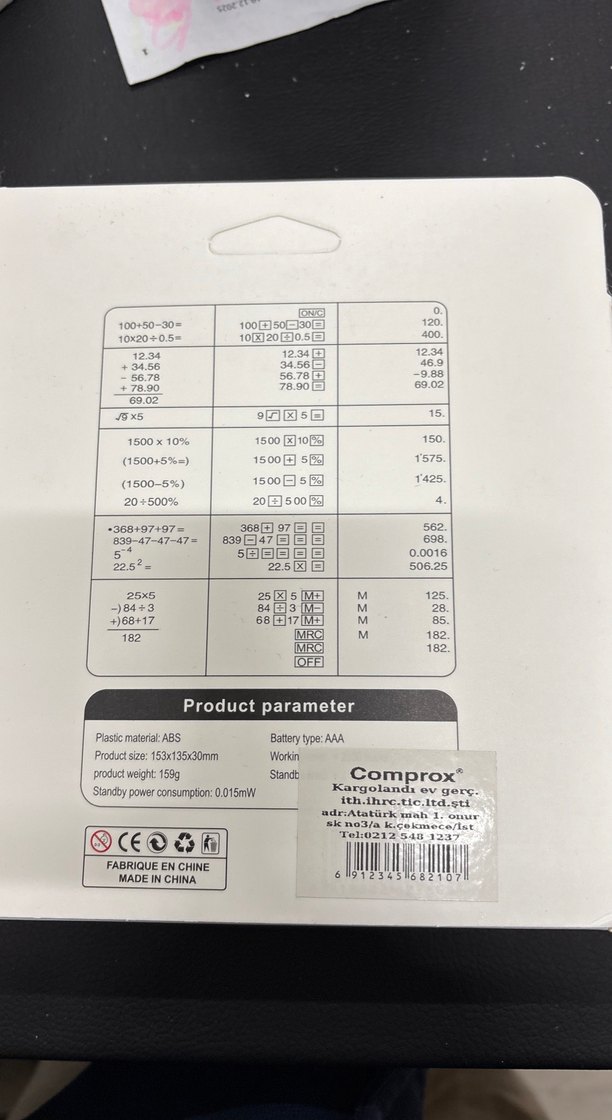 1
ON/C 0.
100+50−30= 100+50−30= 120.
10×20÷0.5= 10×20÷0.5= 400.
12.34 12.34+ 12.34
+ 34.56 34.56− 46.9
− 56.78 56.78+ −9.88
+ 78.90 78.90= 69.02
69.02
√9 ×5 9√ × 5 = 15.
1500 x 10% 1500 ×10% 150.
(1500+5%=) 1500 + 5% 1'575.
(1500−5%) 1500 − 5% 1'425.
20÷500% 20÷500% 4.
•368+97+97= 368+ 97 = = 562.
839−47−47−47= 839−47 = = = 698.
5⁻⁴ 5÷= = = = = 0.0016
22.5² = 22.5 × = 506.25
25×5 25 × 5 M+ M 125.
−)84÷3 84 ÷ 3 M− M 28.
+)68+17 68 +17 M+ M 85.
182 MRC M 182.
MRC 182.
OFF
Product parameter
Plastic material: ABS Battery type: AAA
Product size: 153x135x30mm Workin
product weight: 159g Standb
Standby power consumption: 0.015mW
Comprox®
Kargolandı ev gerç.
ith.ihrc.tic.ltd.şti
adr:Atatürk mah 1. onur
sk no3/a k.çekmece/ist
Tel:0212 548 1237
6 912345 682107
CE
FABRIQUE EN CHINE
MADE IN CHINA